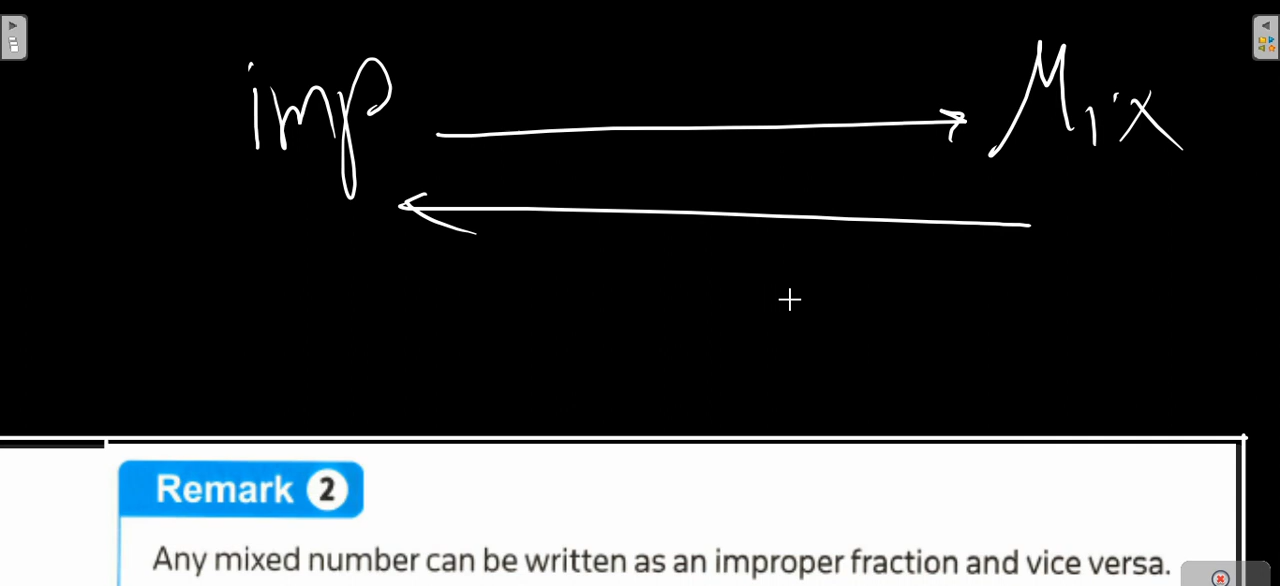 imp Mix
Remark 2
Any mixed number can be written as an improper fraction and vice versa.